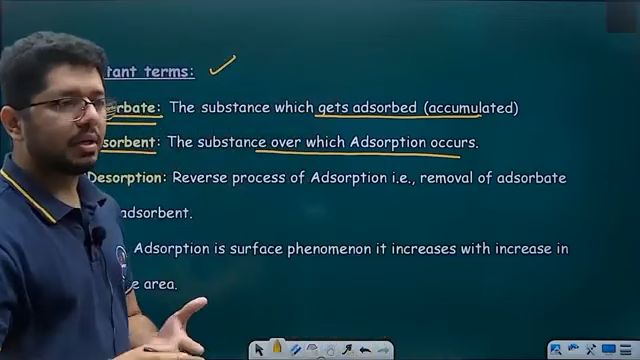 tant terms:
rbate: The substance which gets adsorbed (accumulated)
sorbent: The substance over which Adsorption occurs.
Desorption: Reverse process of Adsorption i.e., removal of adsorbate
adsorbent.
Adsorption is surface phenomenon it increases with increase in
e area.